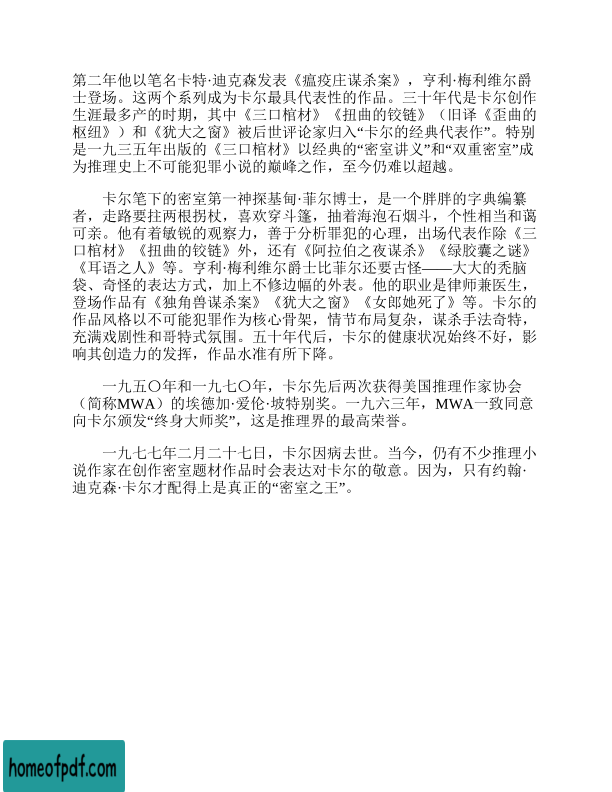 第二年他以笔名卡特·迪克森发表《瘟疫庄谋杀案》，亨利·梅利维尔爵
士登场。这两个系列成为卡尔最具代表性的作品。三十年代是卡尔创作
生涯最多产的时期，其中《三口棺材》《扭曲的铰链》（旧译《歪曲的
枢纽》）和《犹大之窗》被后世评论家归入“卡尔的经典代表作”。特别
是一九三五年出版的《三口棺材》以经典的“密室讲义”和“双重密室”成
为推理史上不可能犯罪小说的巅峰之作，至今仍难以超越。
卡尔笔下的密室第一神探基甸·菲尔博士，是一个胖胖的字典编纂
者，走路要拄两根拐杖，喜欢穿斗篷，抽着海泡石烟斗，个性相当和蔼
可亲。他有着敏锐的观察力，善于分析罪犯的心理，出场代表作除《三
口棺材》《扭曲的铰链》外，还有《阿拉伯之夜谋杀》《绿胶囊之谜》
《耳语之人》等。亨利·梅利维尔爵士比菲尔还要古怪——大大的秃脑
袋、奇怪的表达方式，加上不修边幅的外表。他的职业是律师兼医生，
登场作品有《独角兽谋杀案》《犹大之窗》《女郎她死了》等。卡尔的
作品风格以不可能犯罪作为核心骨架，情节布局复杂，谋杀手法奇特，
充满戏剧性和哥特式氛围。五十年代后，卡尔的健康状况始终不好，影
响其创造力的发挥，作品水准有所下降。
一九五〇年和一九七〇年，卡尔先后两次获得美国推理作家协会
（简称MWA）的埃德加·爱伦·坡特别奖。一九六三年，MWA一致同意
向卡尔颁发“终身大师奖”，这是推理界的最高荣誉。
一九七七年二月二十七日，卡尔因病去世。当今，仍有不少推理小
说作家在创作密室题材作品时会表达对卡尔的敬意。因为，只有约翰·
迪克森·卡尔才配得上是真正的“密室之王”。
homeofpdf.com